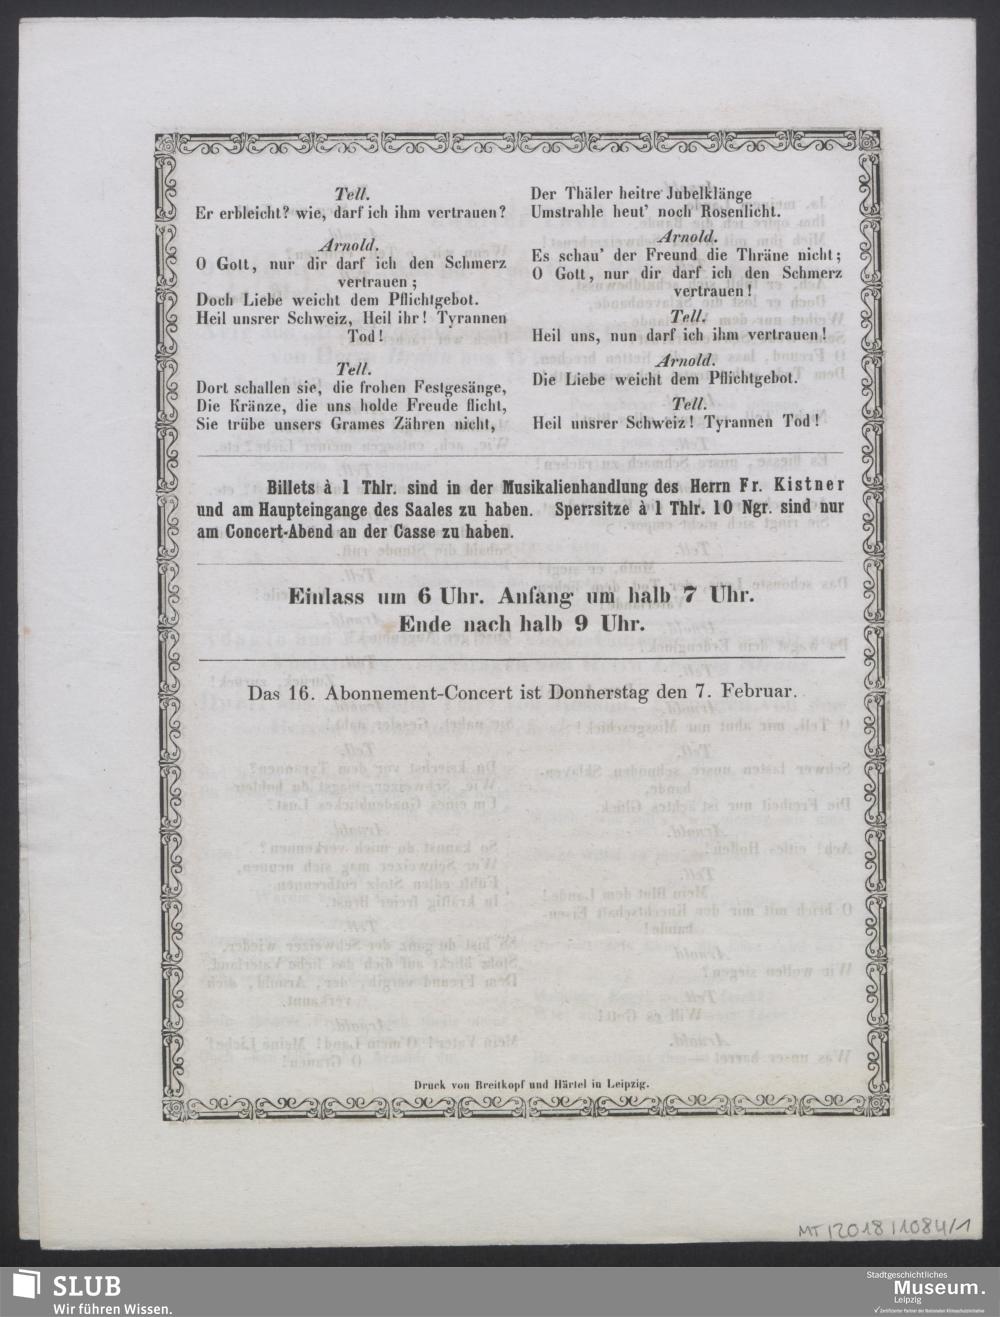 Tell.
Er erbleicht? wie, darf ich ihm vertrauen?
Arnold.
O Gott, nur dir darf ich den Schmerz
vertrauen;
Doch Liebe weicht dem Pflichtgebot.
Heil unsrer Schweiz, Heil ihr! Tyrannen
Tod!
Tell.
Dort schallen sie, die frohen Festgesänge,
Die Kränze, die uns holde Freude flicht,
Sie trübe unsers Grames Zähren nicht,
Der Thäler heitre Jubelklänge
Umstrahle heut' noch Rosenlicht.
Arnold.
Es schau' der Freund die Thräne nicht;
O Gott, nur dir darf ich den Schmerz
vertrauen!
Tell.
Heil uns, nun darf ich ihm vertrauen!
Arnold.
Die Liebe weicht dem Pflichtgebot.
Tell.
Heil unsrer Schweiz! Tyrannen Tod!
Billets à 1 Thlr. sind in der Musikalienhandlung des Herrn Fr. Kistner
und am Haupteingange des Saales zu haben. Sperrsitze à 1 Thlr. 10 Ngr. sind nur
am Concert-Abend an der Casse zu haben.
Einlass um 6 Uhr. Anfang um halb 7 Uhr.
Ende nach halb 9 Uhr.
Das 16. Abonnement-Concert ist Donnerstag den 7. Februar.
Druck von Breitkopf und Härtel in Leipzig.
MT/2018/1084/1
SLUB
Wir führen Wissen.
Stadtgeschichtliches
Museum.
Leipzig
✓ Zertifizierter Partner der Nationalen Klimaschutzinitiative